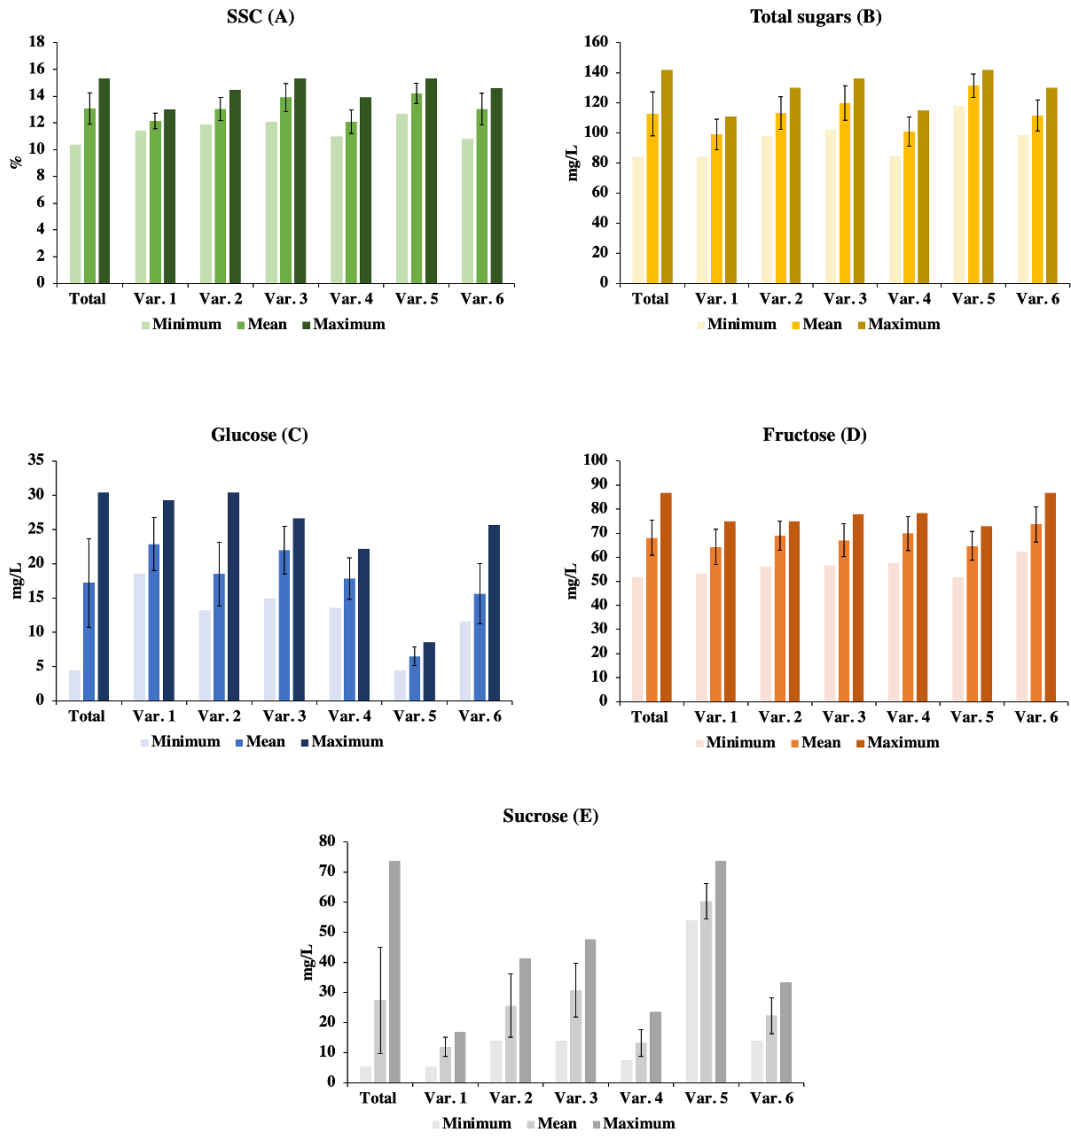 SSC (A)
18
16
14
12
10
8
6
4
2
0
%
Total Var. 1 Var. 2 Var. 3 Var. 4 Var. 5 Var. 6
Minimum Mean Maximum
Total sugars (B)
160
140
120
100
80
60
40
20
0
mg/L
Total Var. 1 Var. 2 Var. 3 Var. 4 Var. 5 Var. 6
Minimum Mean Maximum
Glucose (C)
35
30
25
20
15
10
5
0
mg/L
Total Var. 1 Var. 2 Var. 3 Var. 4 Var. 5 Var. 6
Minimum Mean Maximum
Fructose (D)
100
90
80
70
60
50
40
30
20
10
0
mg/L
Total Var. 1 Var. 2 Var. 3 Var. 4 Var. 5 Var. 6
Minimum Mean Maximum
Sucrose (E)
80
70
60
50
40
30
20
10
0
mg/L
Total Var. 1 Var. 2 Var. 3 Var. 4 Var. 5 Var. 6
Minimum Mean Maximum